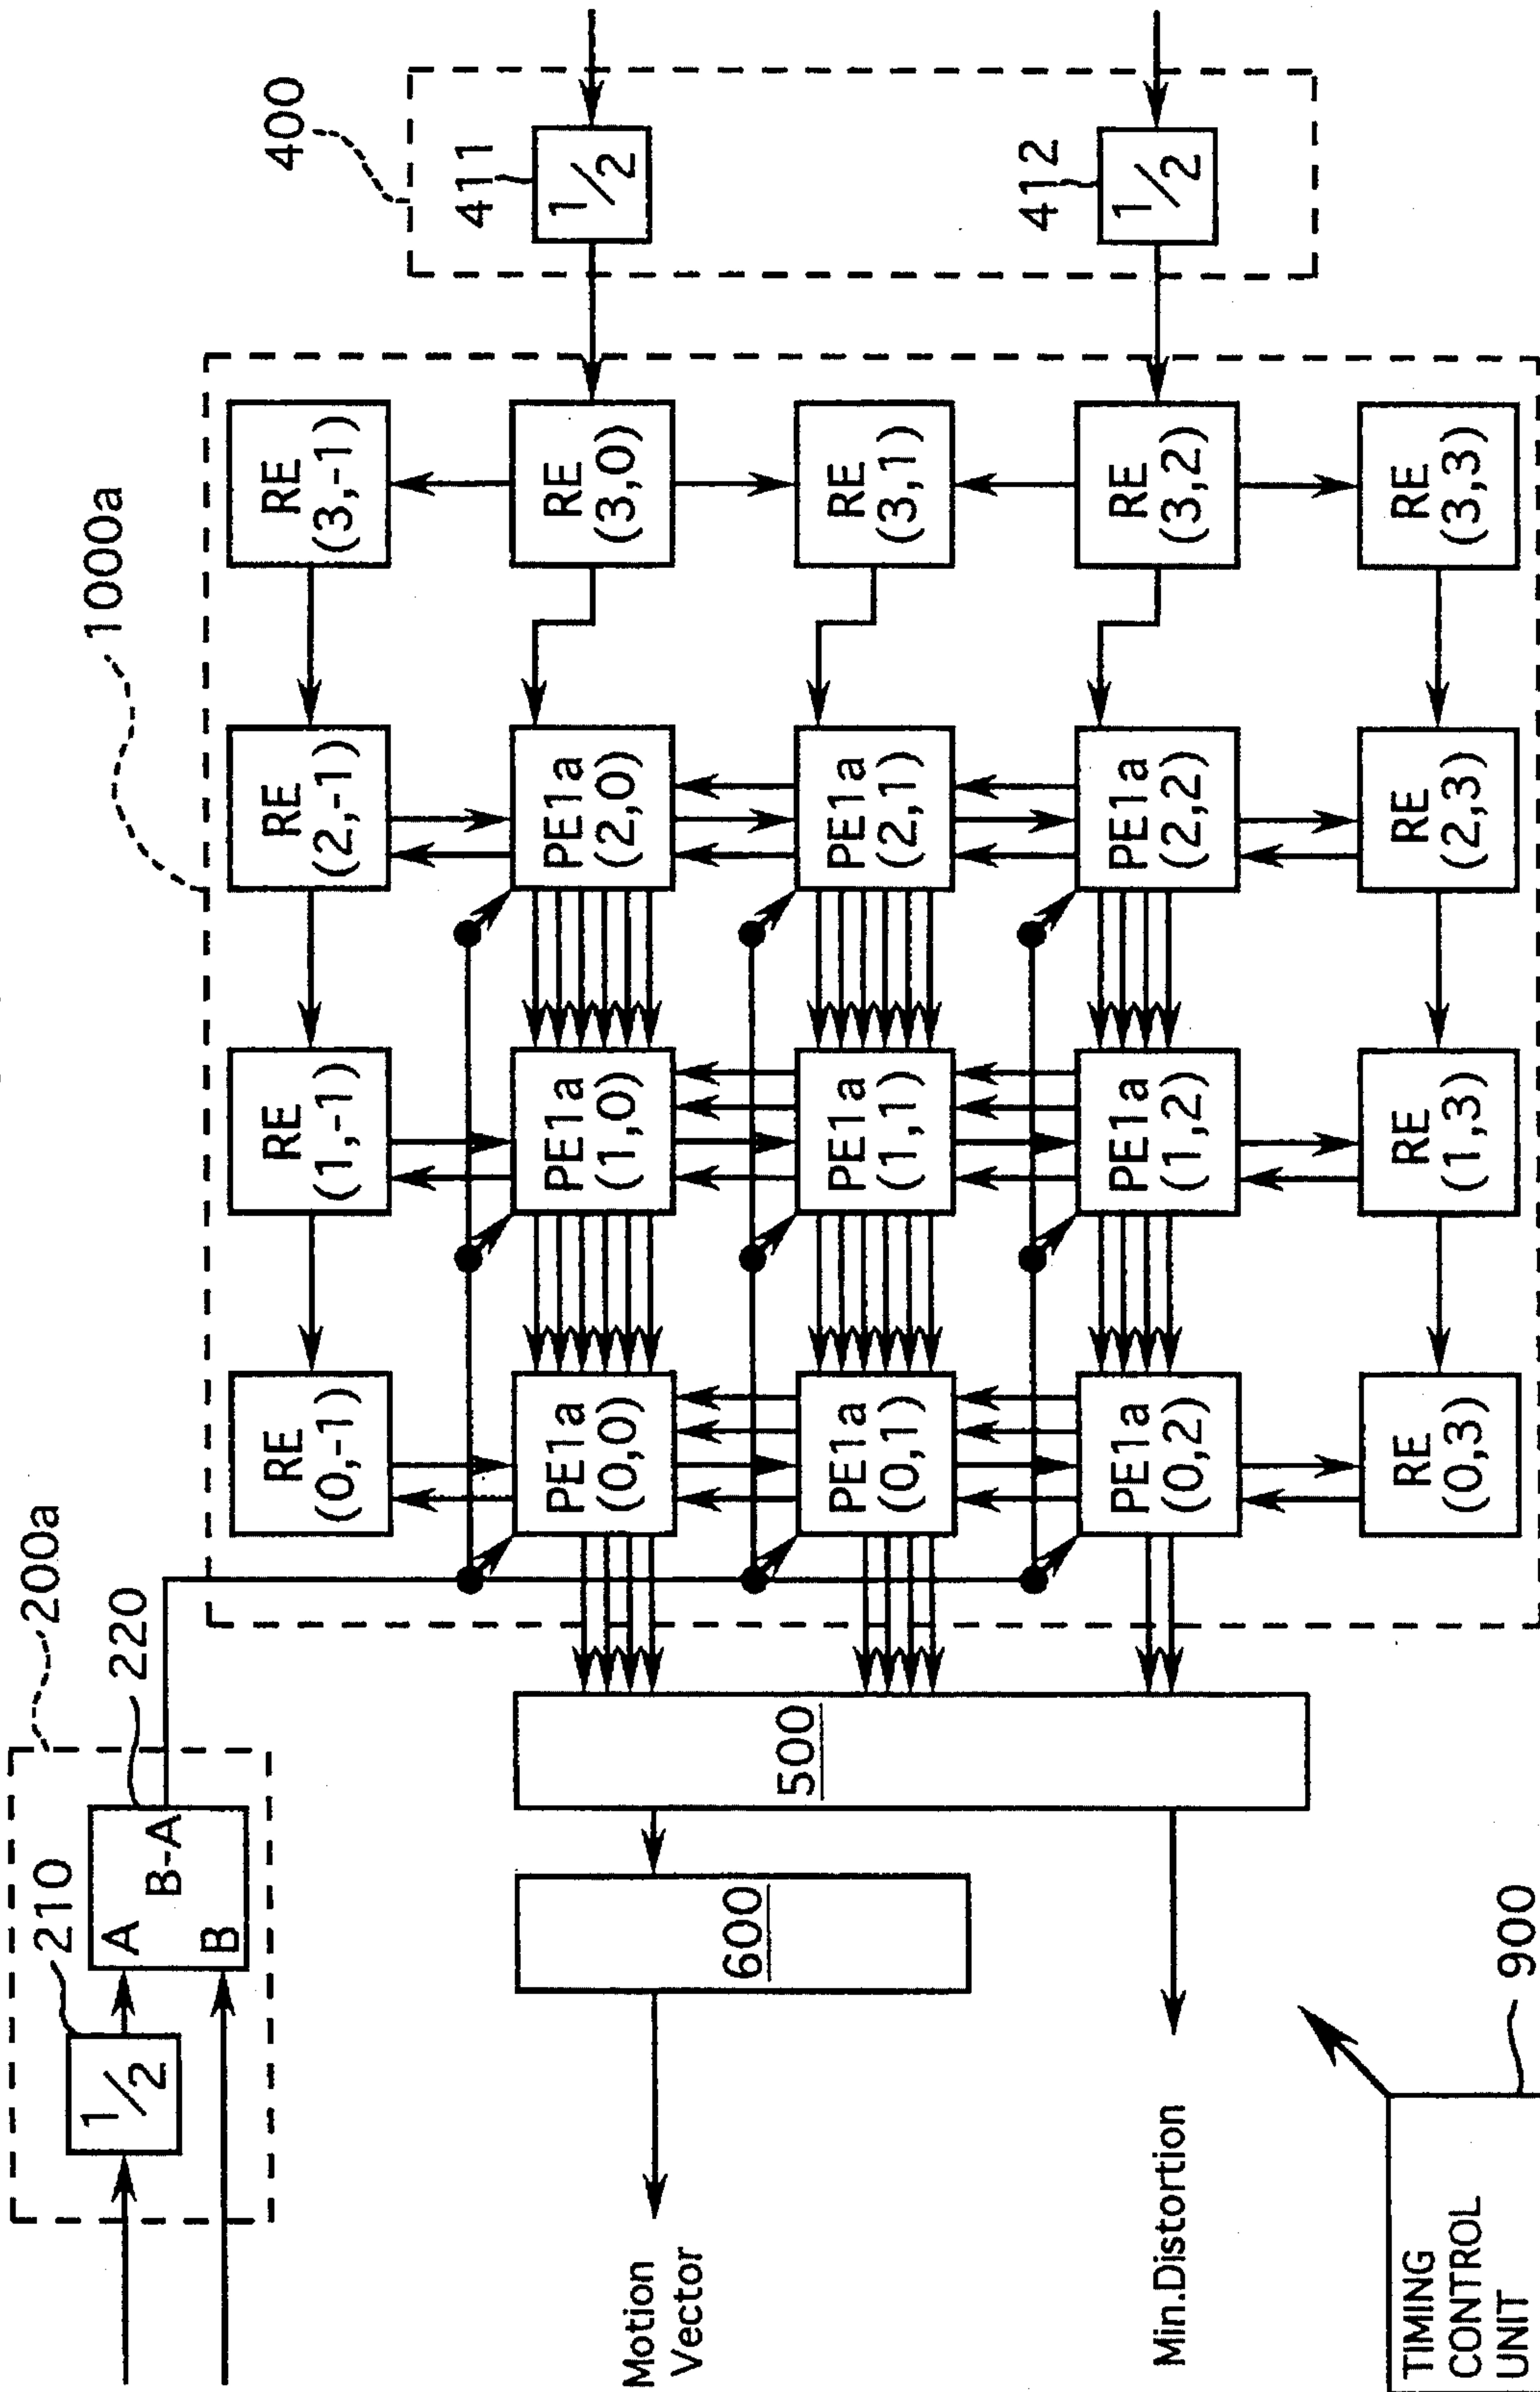 200a
210
1/2
A
B-A
B
220
1000a
400
411
1/2
412
1/2
RE
(0,-1)
RE
(1,-1)
RE
(2,-1)
RE
(3,-1)
PE1a
(0,0)
PE1a
(1,0)
PE1a
(2,0)
RE
(3,0)
PE1a
(0,1)
PE1a
(1,1)
PE1a
(2,1)
RE
(3,1)
PE1a
(0,2)
PE1a
(1,2)
PE1a
(2,2)
RE
(3,2)
RE
(0,3)
RE
(1,3)
RE
(2,3)
RE
(3,3)
500
600
Motion
Vector
Min.Distortion
TIMING
CONTROL
UNIT
900